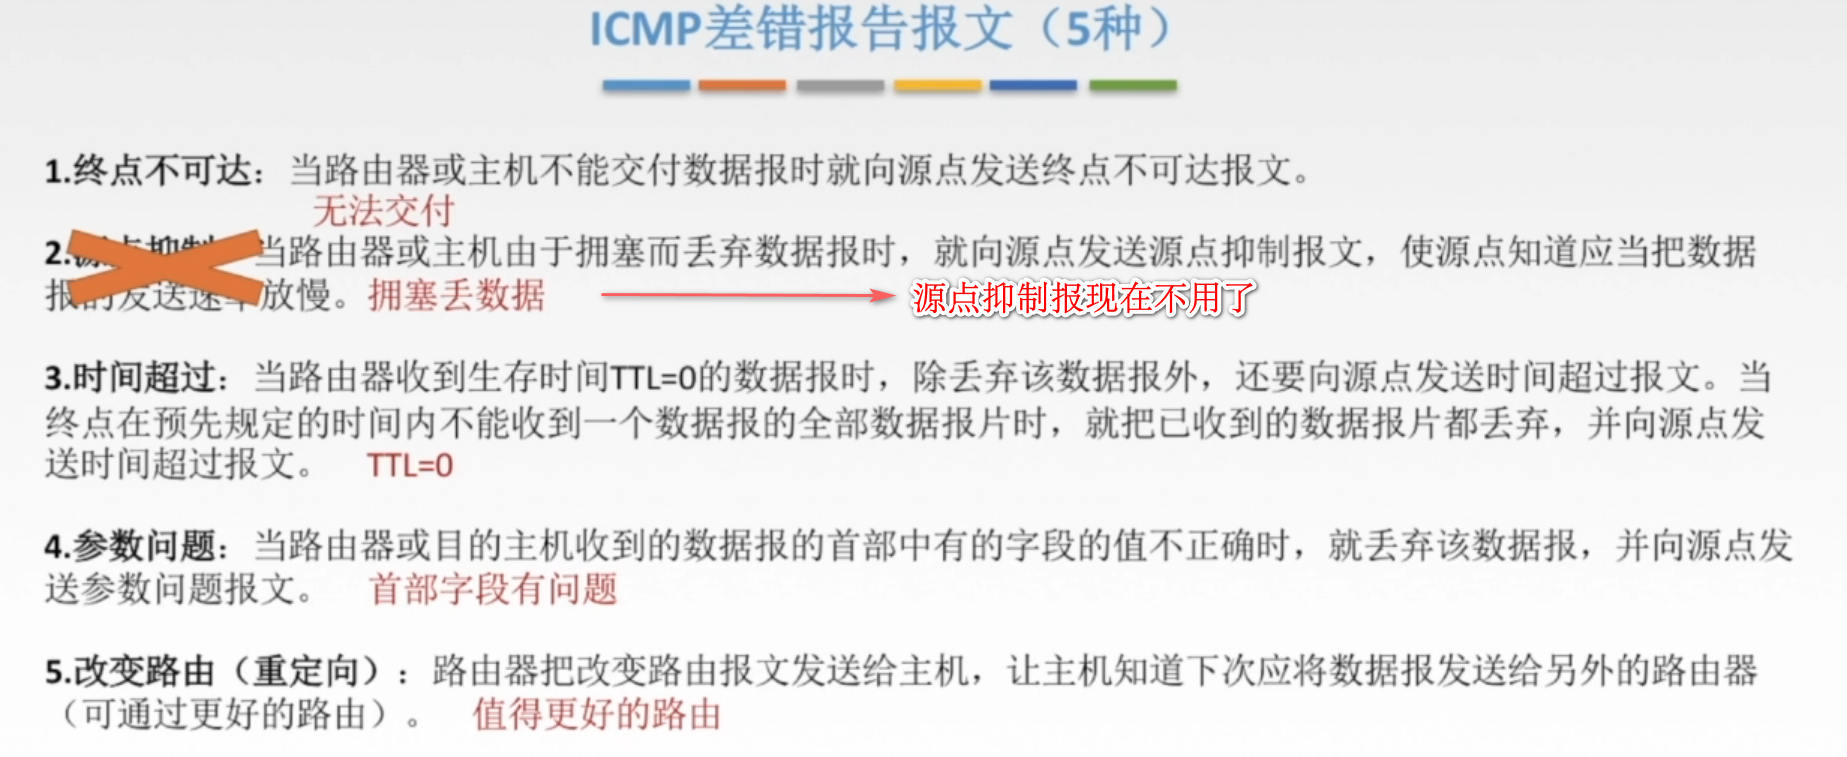 ICMP差错报告报文（5种）
1.终点不可达：当路由器或主机不能交付数据报时就向源点发送终点不可达报文。
无法交付
2.源点抑制：当路由器或主机由于拥塞而丢弃数据报时，就向源点发送源点抑制报文，使源点知道应当把数据
报的发送速率放慢。拥塞丢数据
源点抑制报现在不用了
3.时间超过：当路由器收到生存时间TTL=0的数据报时，除丢弃该数据报外，还要向源点发送时间超过报文。当
终点在预先规定的时间内不能收到一个数据报的全部数据报片时，就把已收到的数据报片都丢弃，并向源点发
送时间超过报文。 TTL=0
4.参数问题：当路由器或目的主机收到的数据报的首部中有的字段的值不正确时，就丢弃该数据报，并向源点发
送参数问题报文。 首部字段有问题
5.改变路由（重定向）：路由器把改变路由报文发送给主机，让主机知道下次应将数据报发送给另外的路由器
（可通过更好的路由）。 值得更好的路由